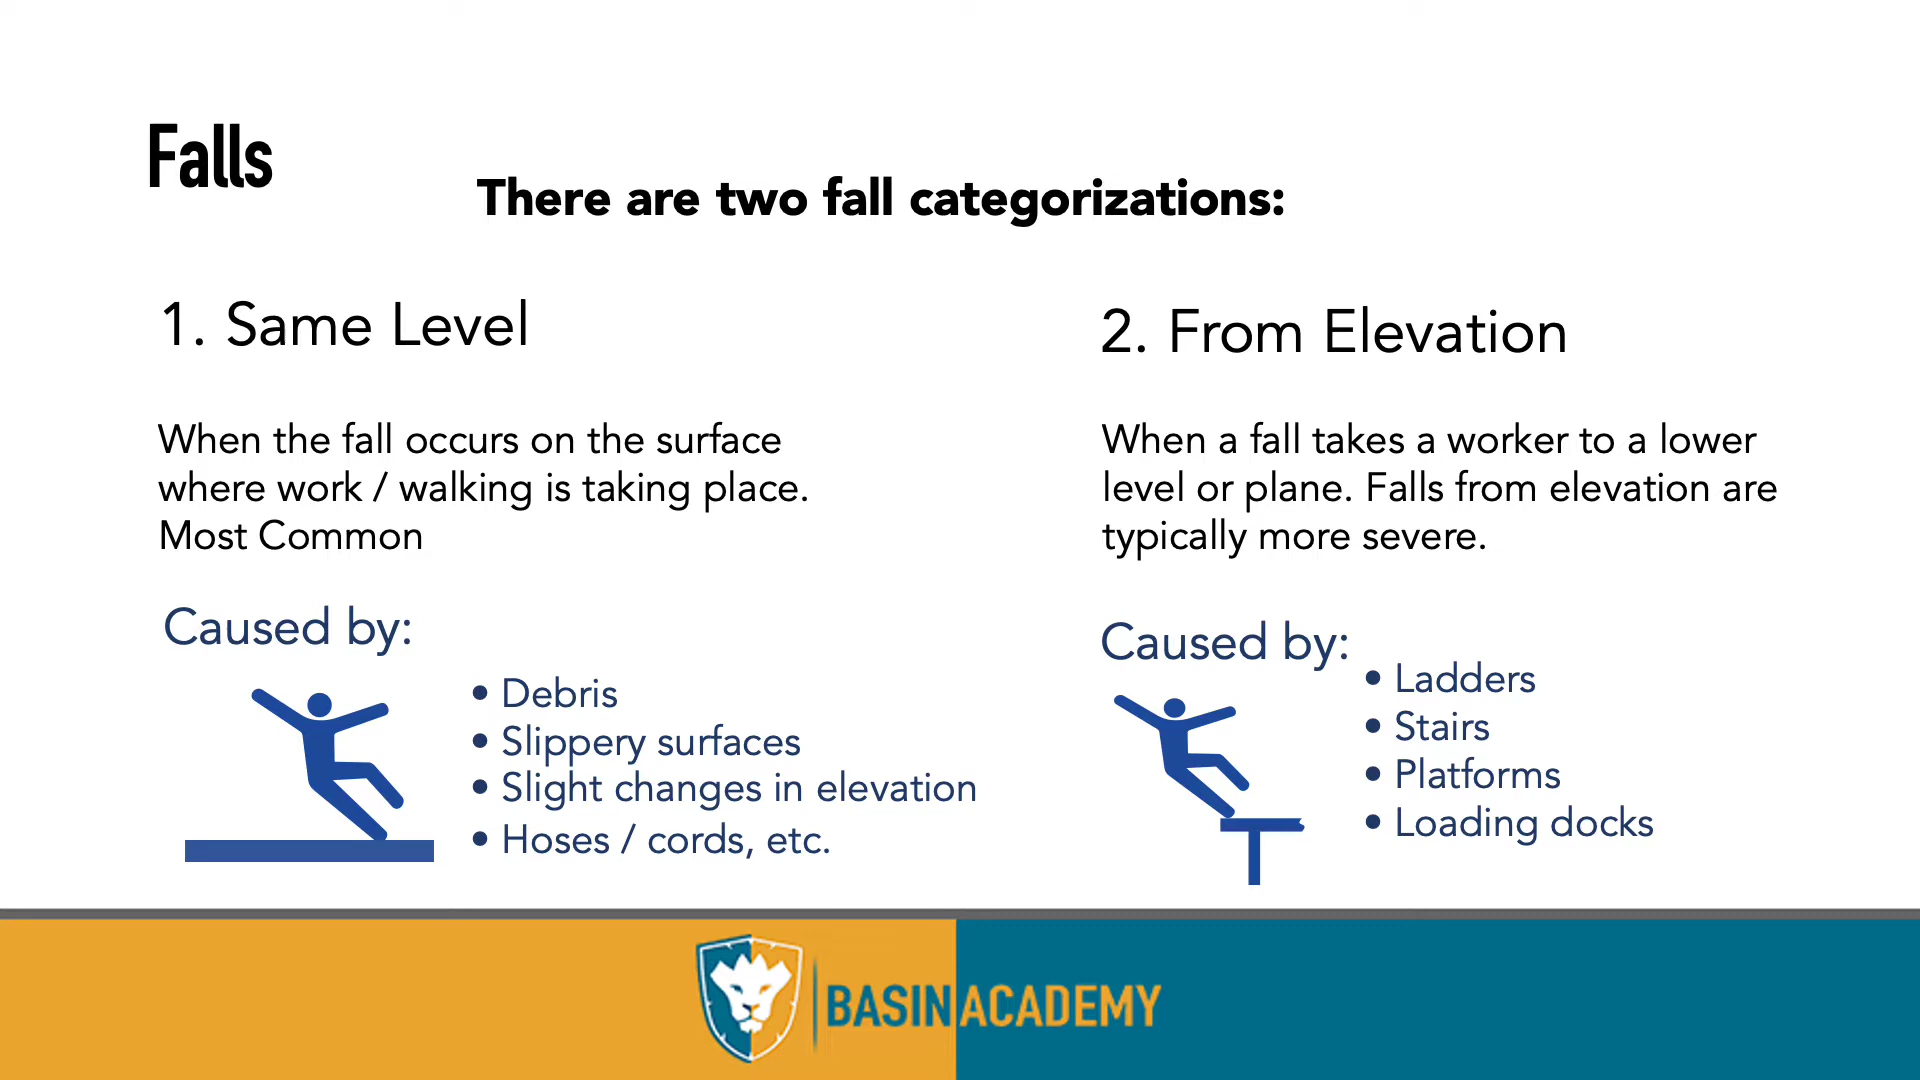 Falls
There are two fall categorizations:
1. Same Level
When the fall occurs on the surface
where work / walking is taking place.
Most Common
Caused by:
• Debris
• Slippery surfaces
• Slight changes in elevation
• Hoses / cords, etc.
2. From Elevation
When a fall takes a worker to a lower
level or plane. Falls from elevation are
typically more severe.
Caused by:
• Ladders
• Stairs
• Platforms
• Loading docks
BASIN ACADEMY